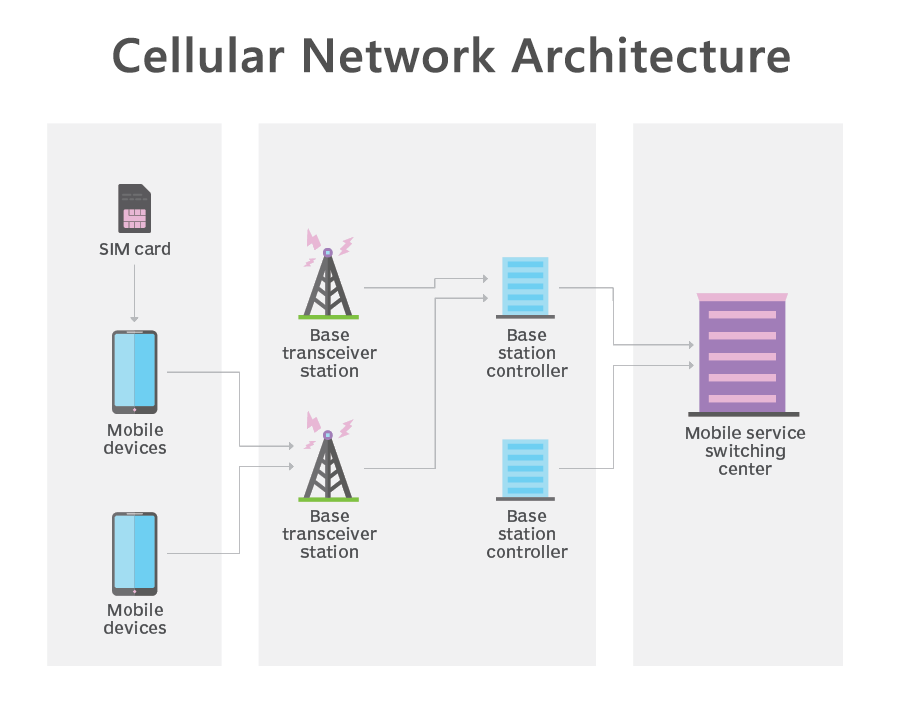 Cellular Network Architecture
SIM card
Mobile
devices
Mobile
devices
Base
transceiver
station
Base
transceiver
station
Base
station
controller
Base
station
controller
Mobile service
switching
center